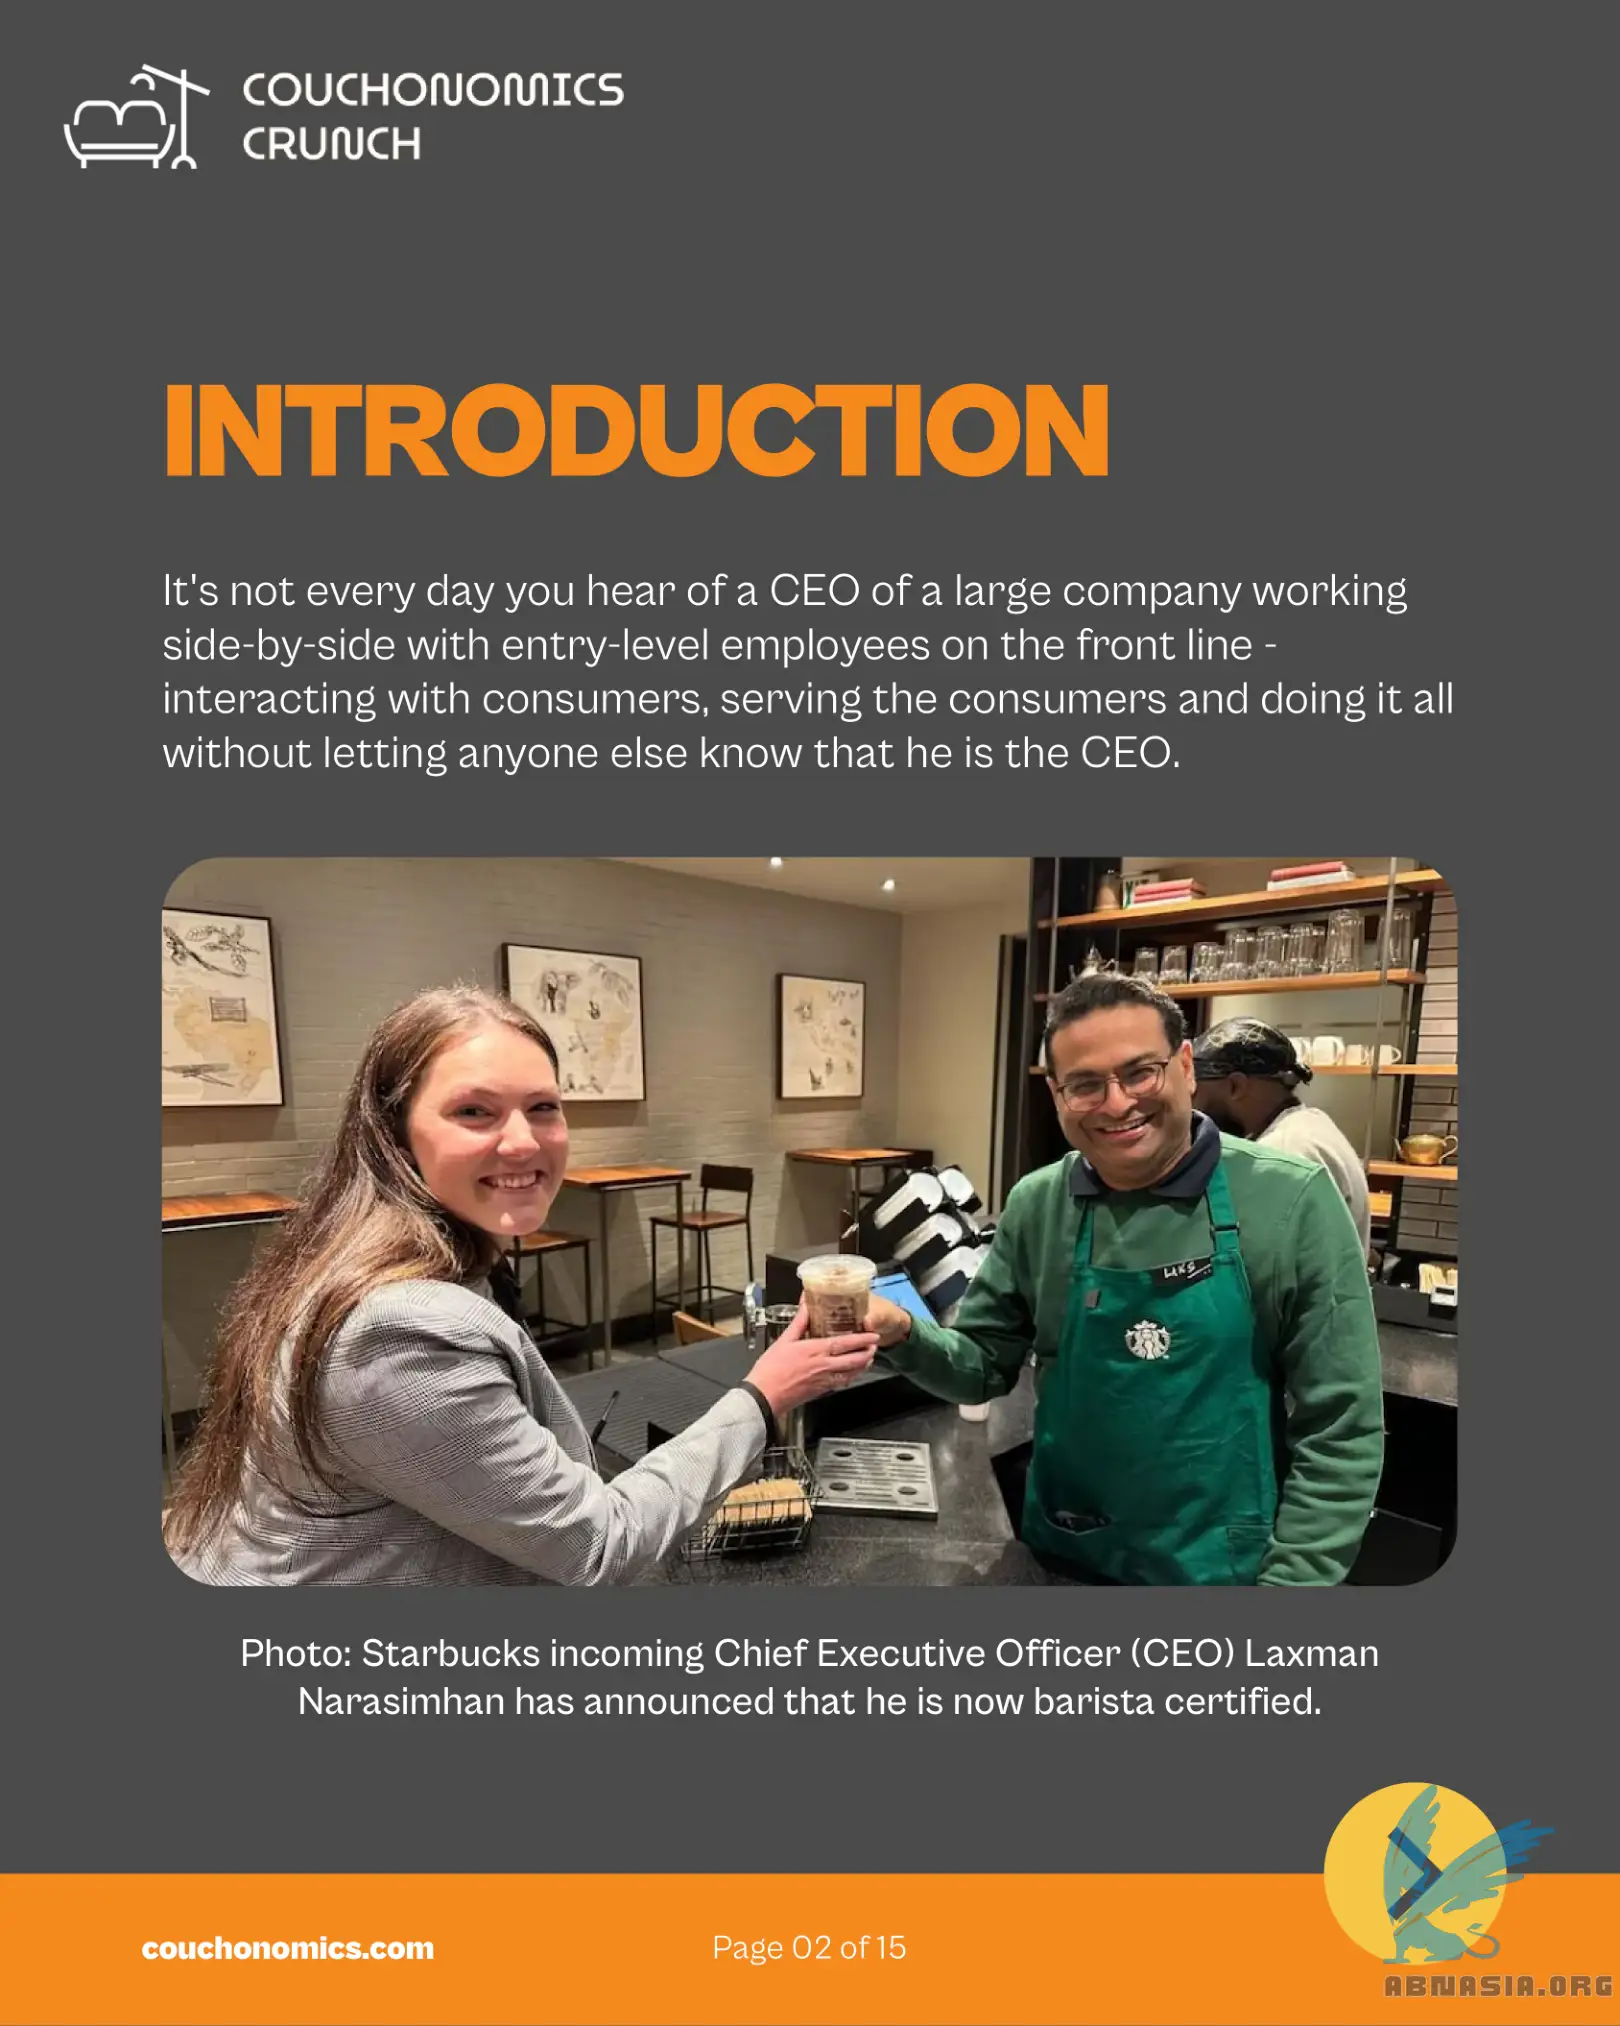 COUCHONOMICS
CRUNCH
INTRODUCTION
It's not every day you hear of a CEO of a large company working
side-by-side with entry-level employees on the front line -
interacting with consumers, serving the consumers and doing it all
without letting anyone else know that he is the CEO.
LAKS
Photo: Starbucks incoming Chief Executive Officer (CEO) Laxman
Narasimhan has announced that he is now barista certified.
couchonomics.com
Page 02 of 15
ABNASIA.ORG